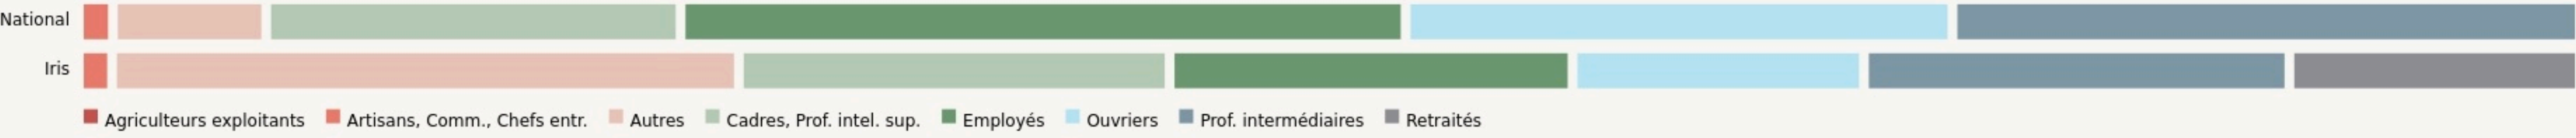 National
Iris
Agriculteurs exploitants Artisans, Comm., Chefs entr. Autres Cadres, Prof. intel. sup. Employés Ouvriers Prof. intermédiaires Retraités